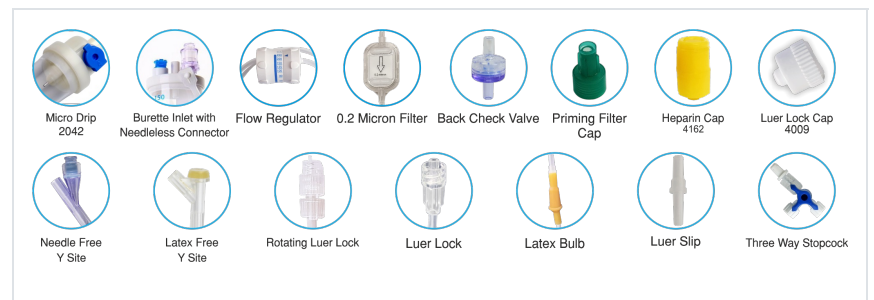 Micro Drip
2042
Burette Inlet with
Needleless Connector
Flow Regulator
0.2 Micron Filter
Back Check Valve
Priming Filter
Cap
Heparin Cap
4162
Luer Lock Cap
4009
Needle Free
Y Site
Latex Free
Y Site
Rotating Luer Lock
Luer Lock
Latex Bulb
Luer Slip
Three Way Stopcock